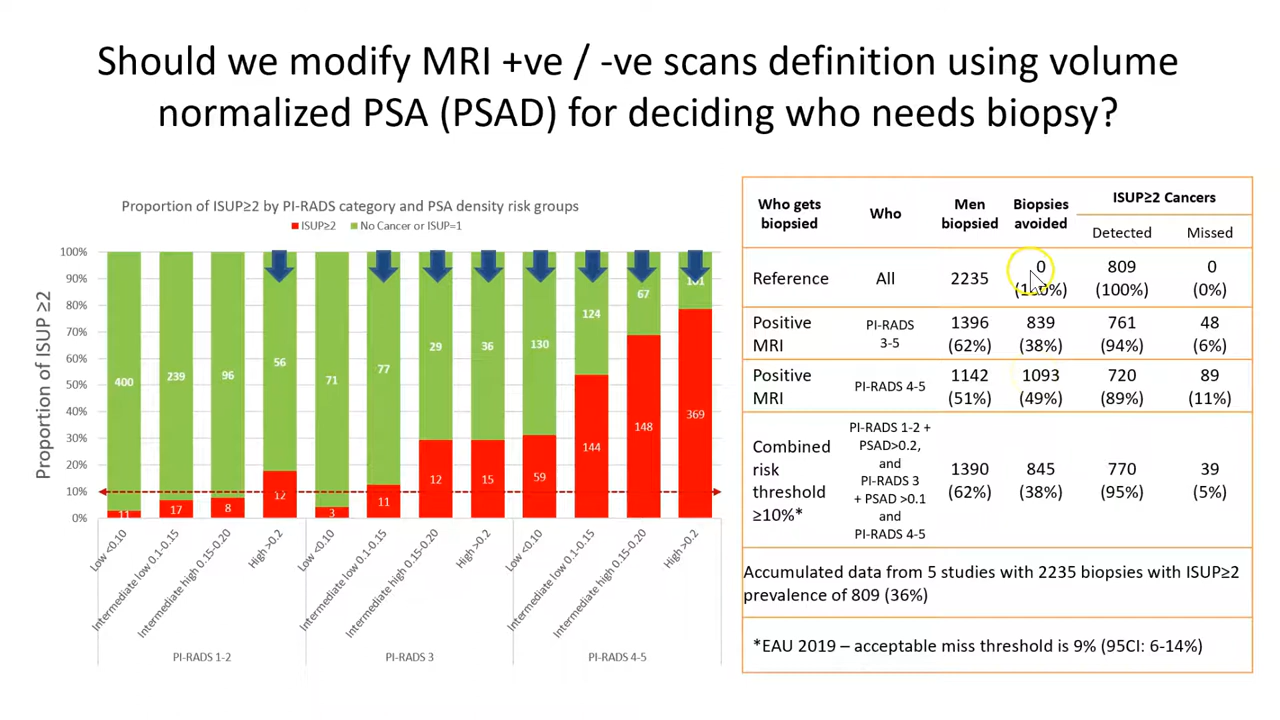 Should we modify MRI +ve / -ve scans definition using volume
normalized PSA (PSAD) for deciding who needs biopsy?
Proportion of ISUP≥2 by PI-RADS category and PSA density risk groups
ISUP≥2 No Cancer or ISUP=1
Proportion of ISUP ≥2
100%
90%
80%
70%
60%
50%
40%
30%
20%
10%
0%
400 239 96 56 71 77 29 36 130 124 67 101
11 17 8 12 3 11 12 15 59 144 148 369
Low <0.10
Intermediate low 0.1-0.15
Intermediate high 0.15-0.20
High >0.2
Low <0.10
Intermediate low 0.1-0.15
Intermediate high 0.15-0.20
High >0.2
Low <0.10
Intermediate low 0.1-0.15
Intermediate high 0.15-0.20
High >0.2
PI-RADS 1-2 PI-RADS 3 PI-RADS 4-5
Who gets
biopsied
Who
Men
biopsied
Biopsies
avoided
ISUP≥2 Cancers
Detected Missed
Reference All 2235
0
(100%)
809
(100%)
0
(0%)
Positive
MRI
PI-RADS
3-5
1396
(62%)
839
(38%)
761
(94%)
48
(6%)
Positive
MRI
PI-RADS 4-5
1142
(51%)
1093
(49%)
720
(89%)
89
(11%)
Combined
risk
threshold
≥10%*
PI-RADS 1-2 +
PSAD>0.2,
and
PI-RADS 3
+ PSAD >0.1
and
PI-RADS 4-5
1390
(62%)
845
(38%)
770
(95%)
39
(5%)
Accumulated data from 5 studies with 2235 biopsies with ISUP≥2
prevalence of 809 (36%)
*EAU 2019 – acceptable miss threshold is 9% (95CI: 6-14%)